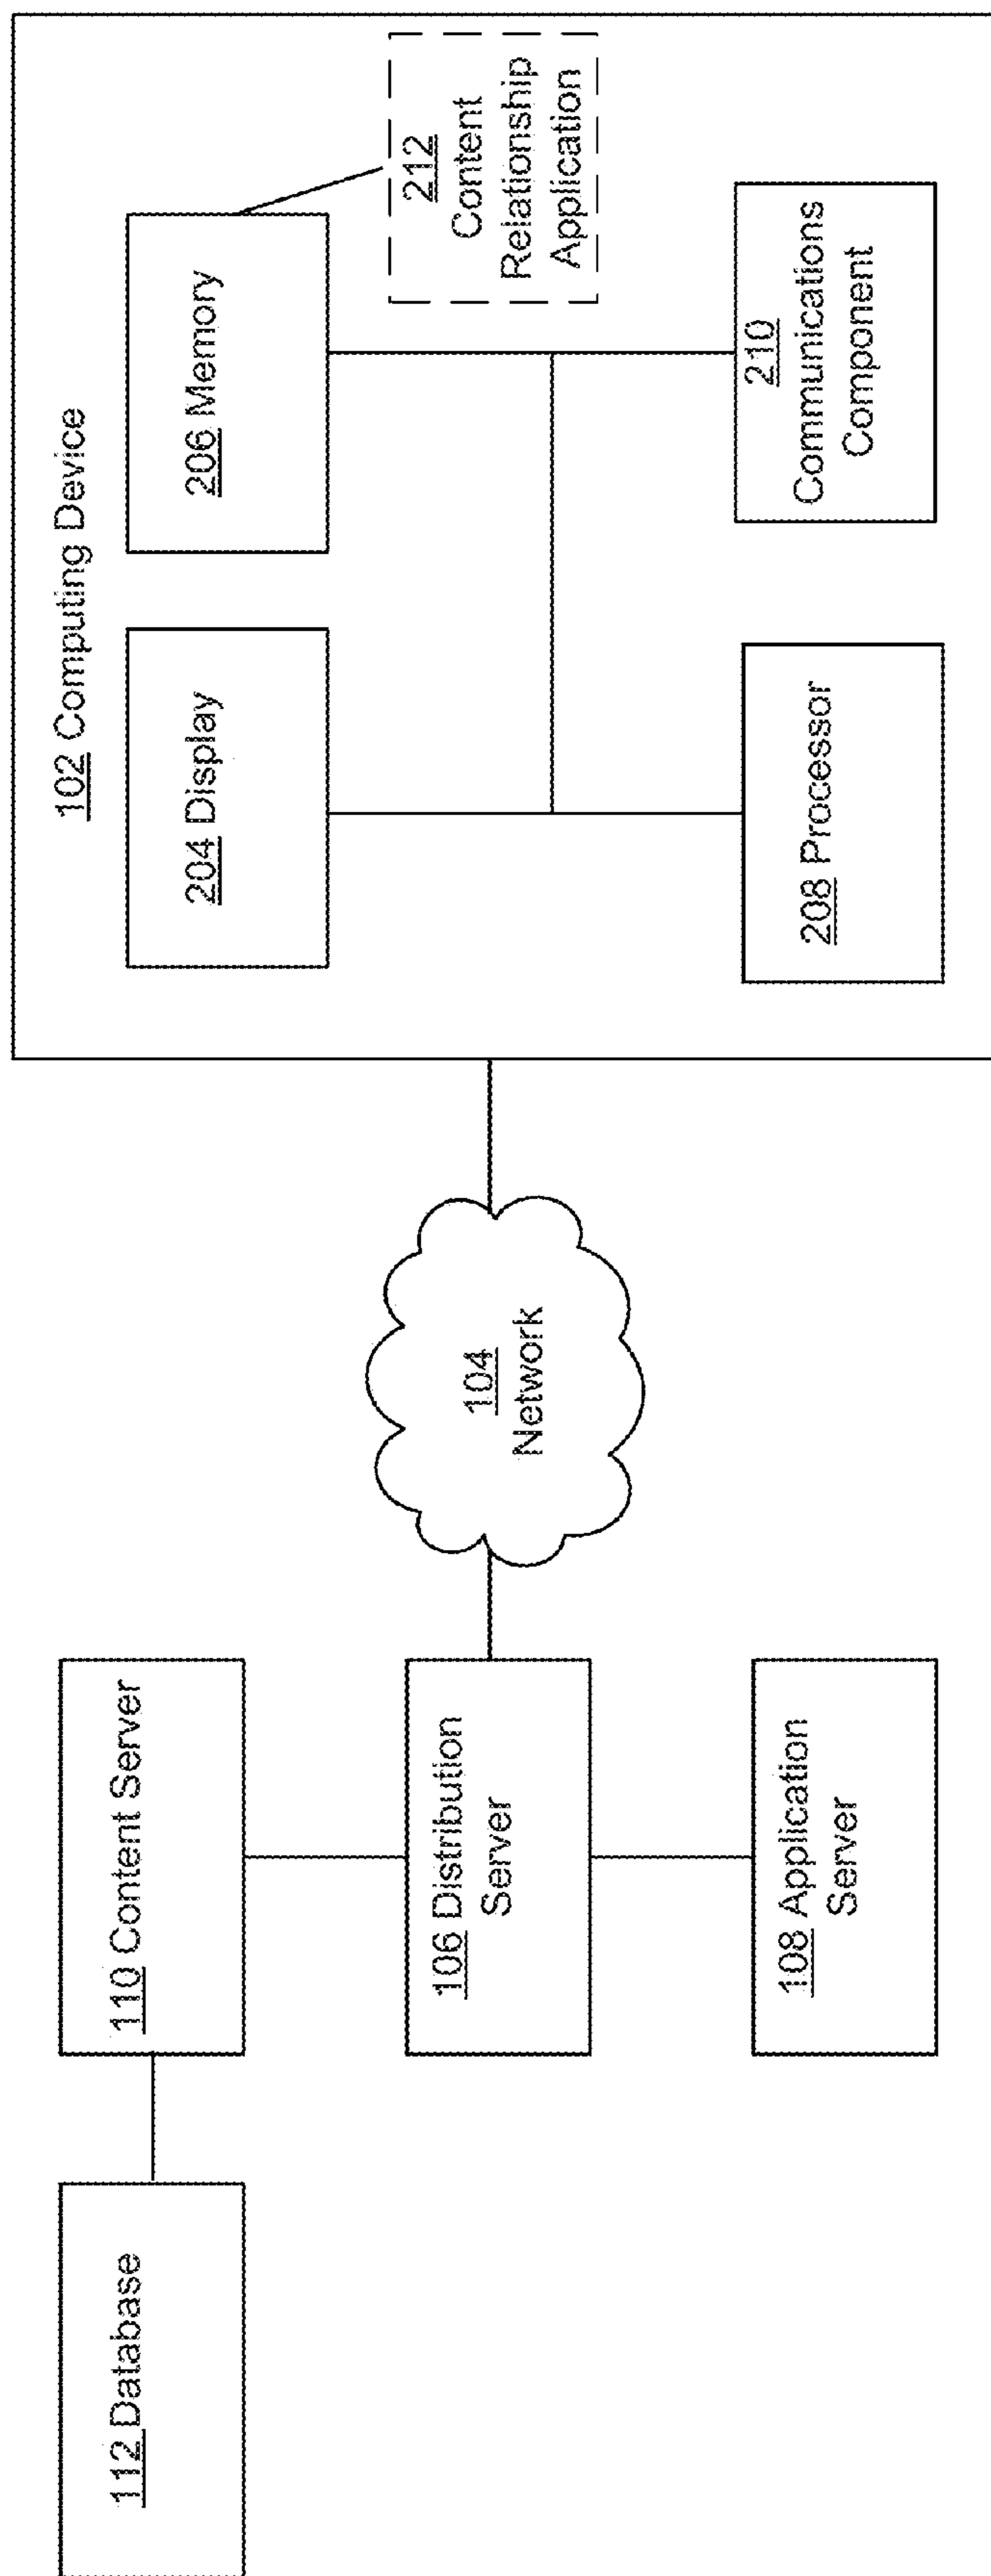 112 Database
110 Content Server
106 Distribution
Server
108 Application
Server
104
Network
102 Computing Device
204 Display
206 Memory
212
Content
Relationship
Application
208 Processor
210
Communications
Component